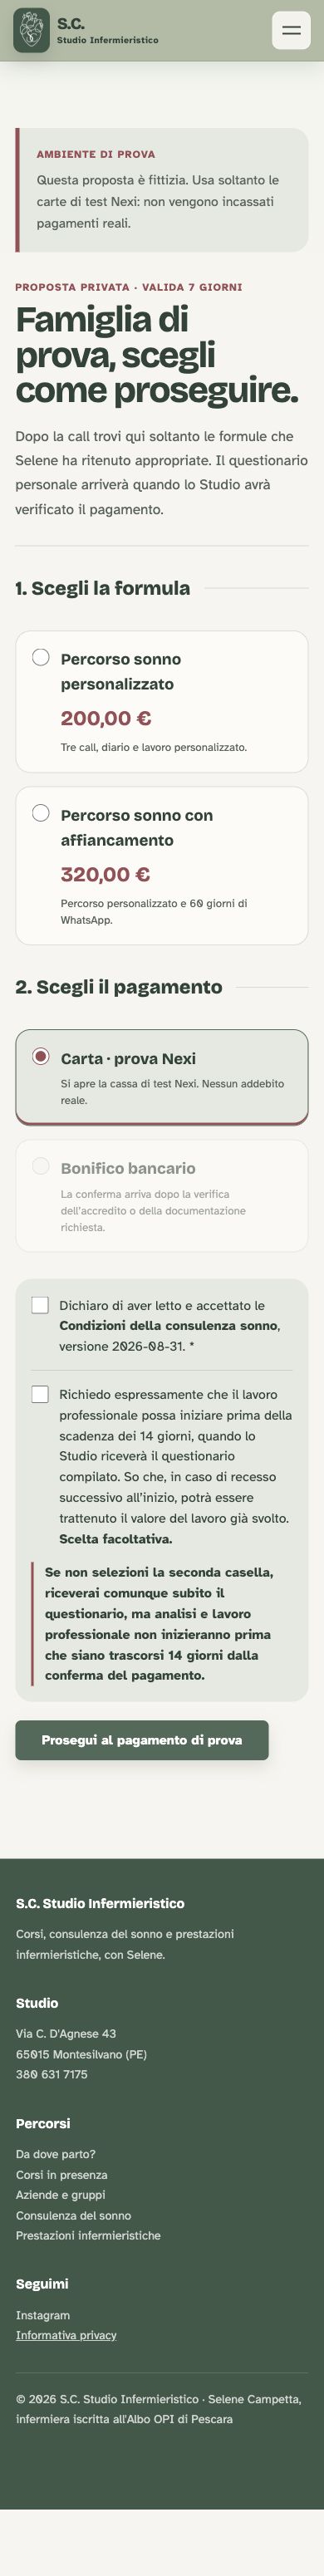 S.C.
Studio Infermieristico
AMBIENTE DI PROVA
Questa proposta è fittizia. Usa soltanto le
carte di test Nexi: non vengono incassati
pagamenti reali.
PROPOSTA PRIVATA · VALIDA 7 GIORNI
Famiglia di
prova, scegli
come proseguire.
Dopo la call trovi qui soltanto le formule che
Selene ha ritenuto appropriate. Il questionario
personale arriverà quando lo Studio avrà
verificato il pagamento.
1. Scegli la formula
Percorso sonno
personalizzato
200,00 €
Tre call, diario e lavoro personalizzato.
Percorso sonno con
affiancamento
320,00 €
Percorso personalizzato e 60 giorni di
WhatsApp.
2. Scegli il pagamento
Carta · prova Nexi
Si apre la cassa di test Nexi. Nessun addebito
reale.
Bonifico bancario
La conferma arriva dopo la verifica
dell'accredito o della documentazione
richiesta.
Dichiaro di aver letto e accettato le
Condizioni della consulenza sonno,
versione 2026-08-31. *
Richiedo espressamente che il lavoro
professionale possa iniziare prima della
scadenza dei 14 giorni, quando lo
Studio riceverà il questionario
compilato. So che, in caso di recesso
successivo all'inizio, potrà essere
trattenuto il valore del lavoro già svolto.
Scelta facoltativa.
Se non selezioni la seconda casella,
riceverai comunque subito il
questionario, ma analisi e lavoro
professionale non inizieranno prima
che siano trascorsi 14 giorni dalla
conferma del pagamento.
Prosegui al pagamento di prova
S.C. Studio Infermieristico
Corsi, consulenza del sonno e prestazioni
infermieristiche, con Selene.
Studio
Via C. D'Agnese 43
65015 Montesilvano (PE)
380 631 7175
Percorsi
Da dove parto?
Corsi in presenza
Aziende e gruppi
Consulenza del sonno
Prestazioni infermieristiche
Seguimi
Instagram
Informativa privacy
© 2026 S.C. Studio Infermieristico · Selene Campetta,
infermiera iscritta all'Albo OPI di Pescara